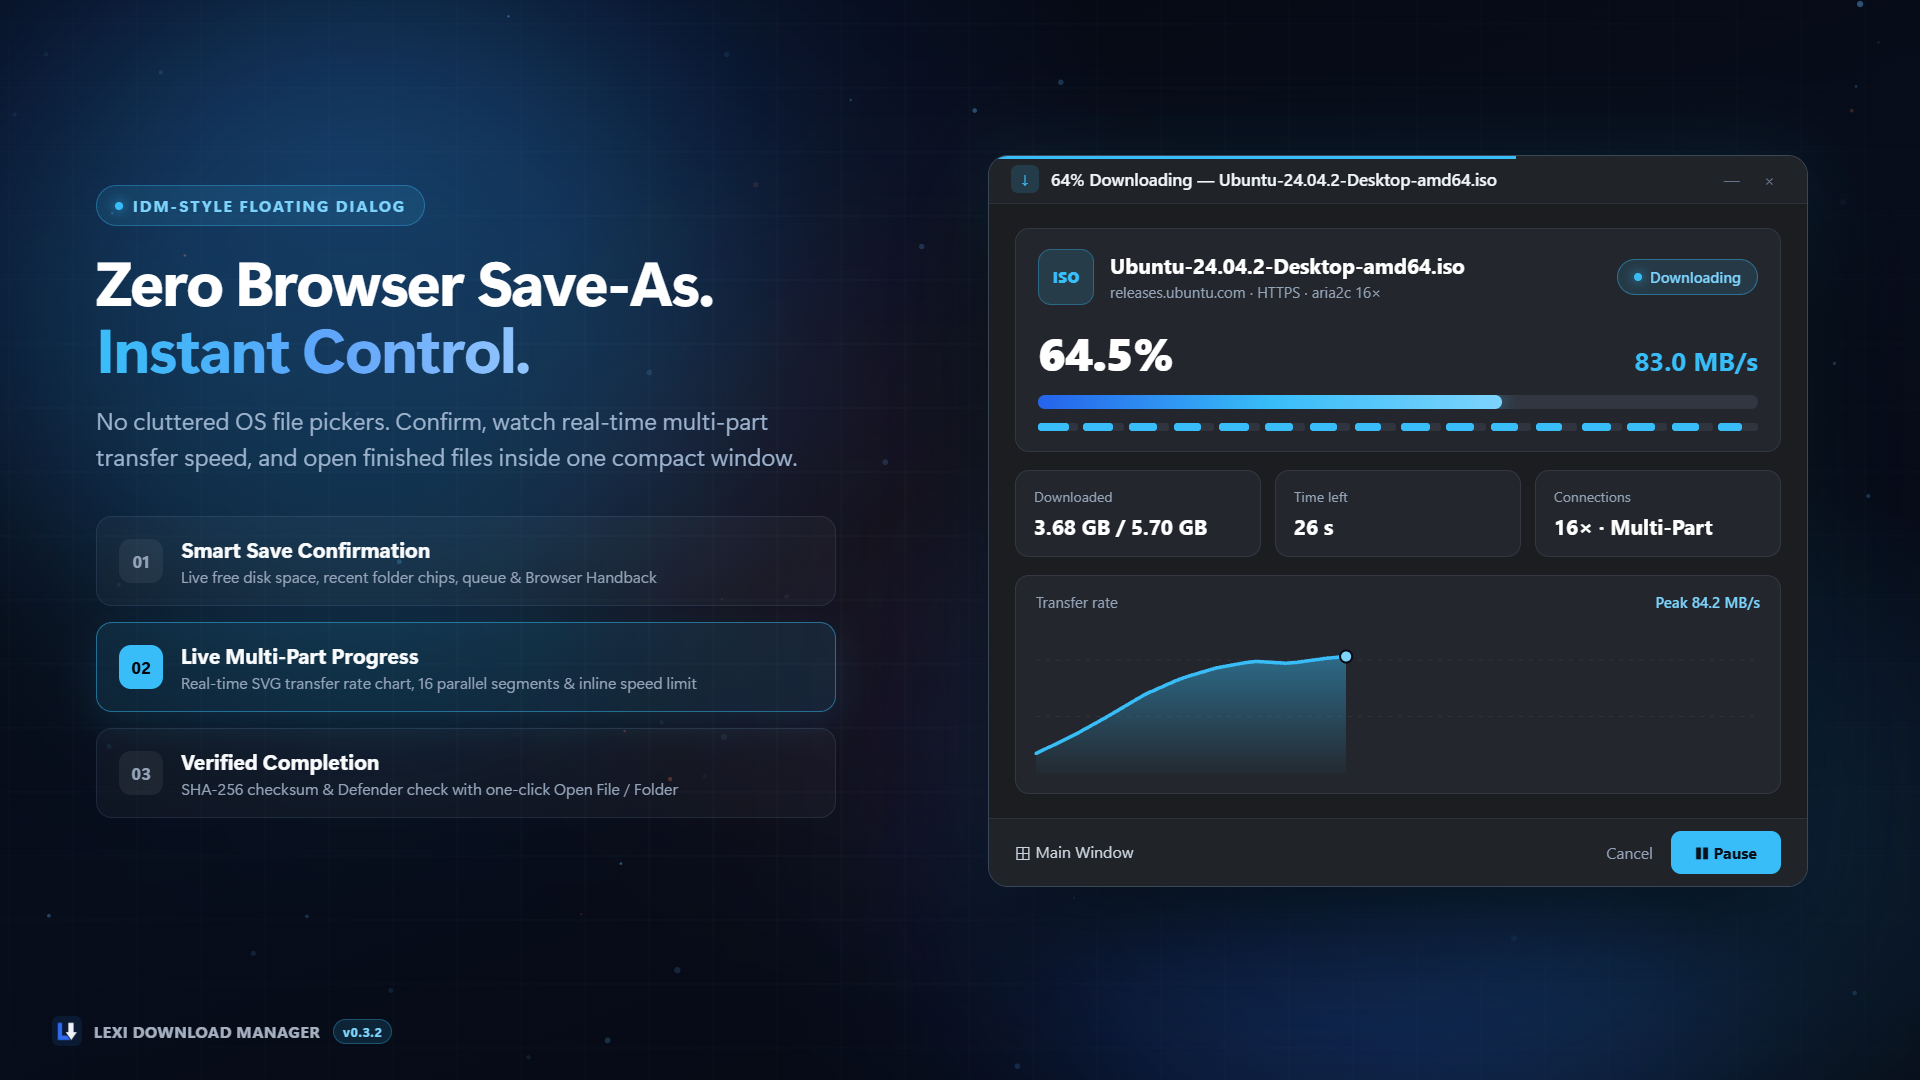 IDM-STYLE FLOATING DIALOG
Zero Browser Save-As.
Instant Control.
No cluttered OS file pickers. Confirm, watch real-time multi-part
transfer speed, and open finished files inside one compact window.
01
Smart Save Confirmation
Live free disk space, recent folder chips, queue & Browser Handback
02
Live Multi-Part Progress
Real-time SVG transfer rate chart, 16 parallel segments & inline speed limit
03
Verified Completion
SHA-256 checksum & Defender check with one-click Open File / Folder
LEXI DOWNLOAD MANAGER v0.3.2
64% Downloading — Ubuntu-24.04.2-Desktop-amd64.iso
ISO
Ubuntu-24.04.2-Desktop-amd64.iso
releases.ubuntu.com · HTTPS · aria2c 16×
Downloading
64.5%
83.0 MB/s
Downloaded
3.68 GB / 5.70 GB
Time left
26 s
Connections
16× · Multi-Part
Transfer rate
Peak 84.2 MB/s
Main Window
Cancel
Pause